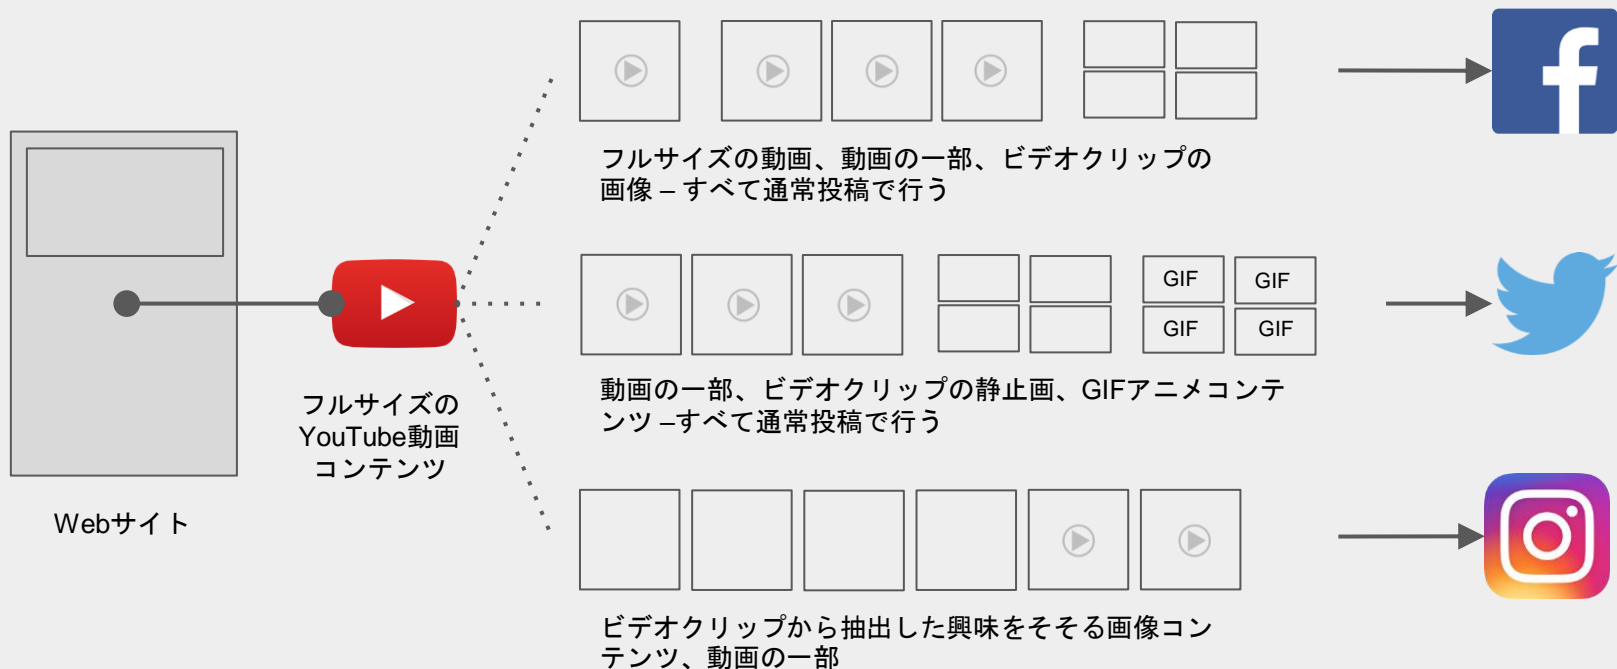 フルサイズの動画、動画の一部、ビデオクリップの
画像 – すべて通常投稿で行う
GIF GIF
GIF GIF
動画の一部、ビデオクリップの静止画、GIFアニメコンテ
ンツ –すべて通常投稿で行う
フルサイズの
YouTube動画
コンテンツ
Webサイト
ビデオクリップから抽出した興味をそそる画像コン
テンツ、動画の一部